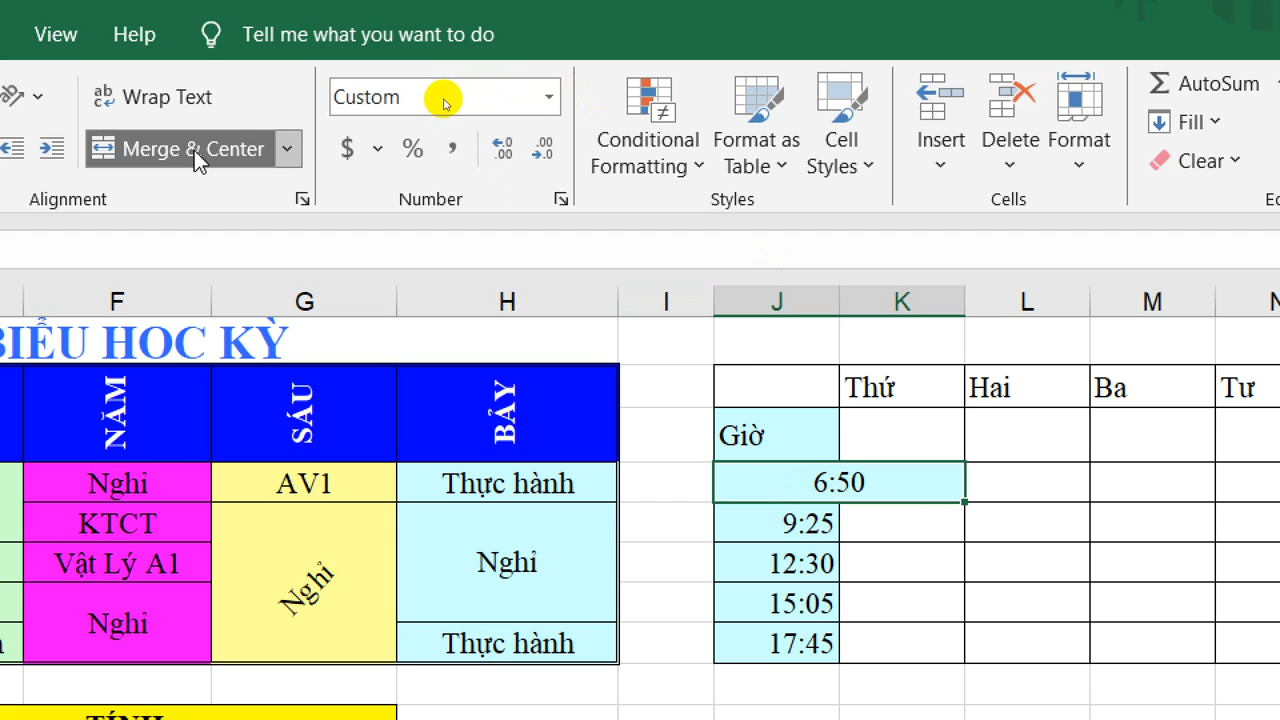 View Help Tell me what you want to do
Wrap Text
Merge & Center
Alignment
Custom
$ % ,
Number
Conditional Formatting
Format as Table
Cell Styles
Styles
Insert Delete Format
Cells
AutoSum
Fill
Clear
F G H I J K L M
BIỂU HOC KỲ
NĂM SÁU BẢY
Thứ Hai Ba Tư
Giờ
Nghỉ AV1 Thực hành 6:50
KTCT 9:25
Vật Lý A1 Nghỉ Nghỉ 12:30
Nghỉ 15:05
Thực hành 17:45
TÍNH